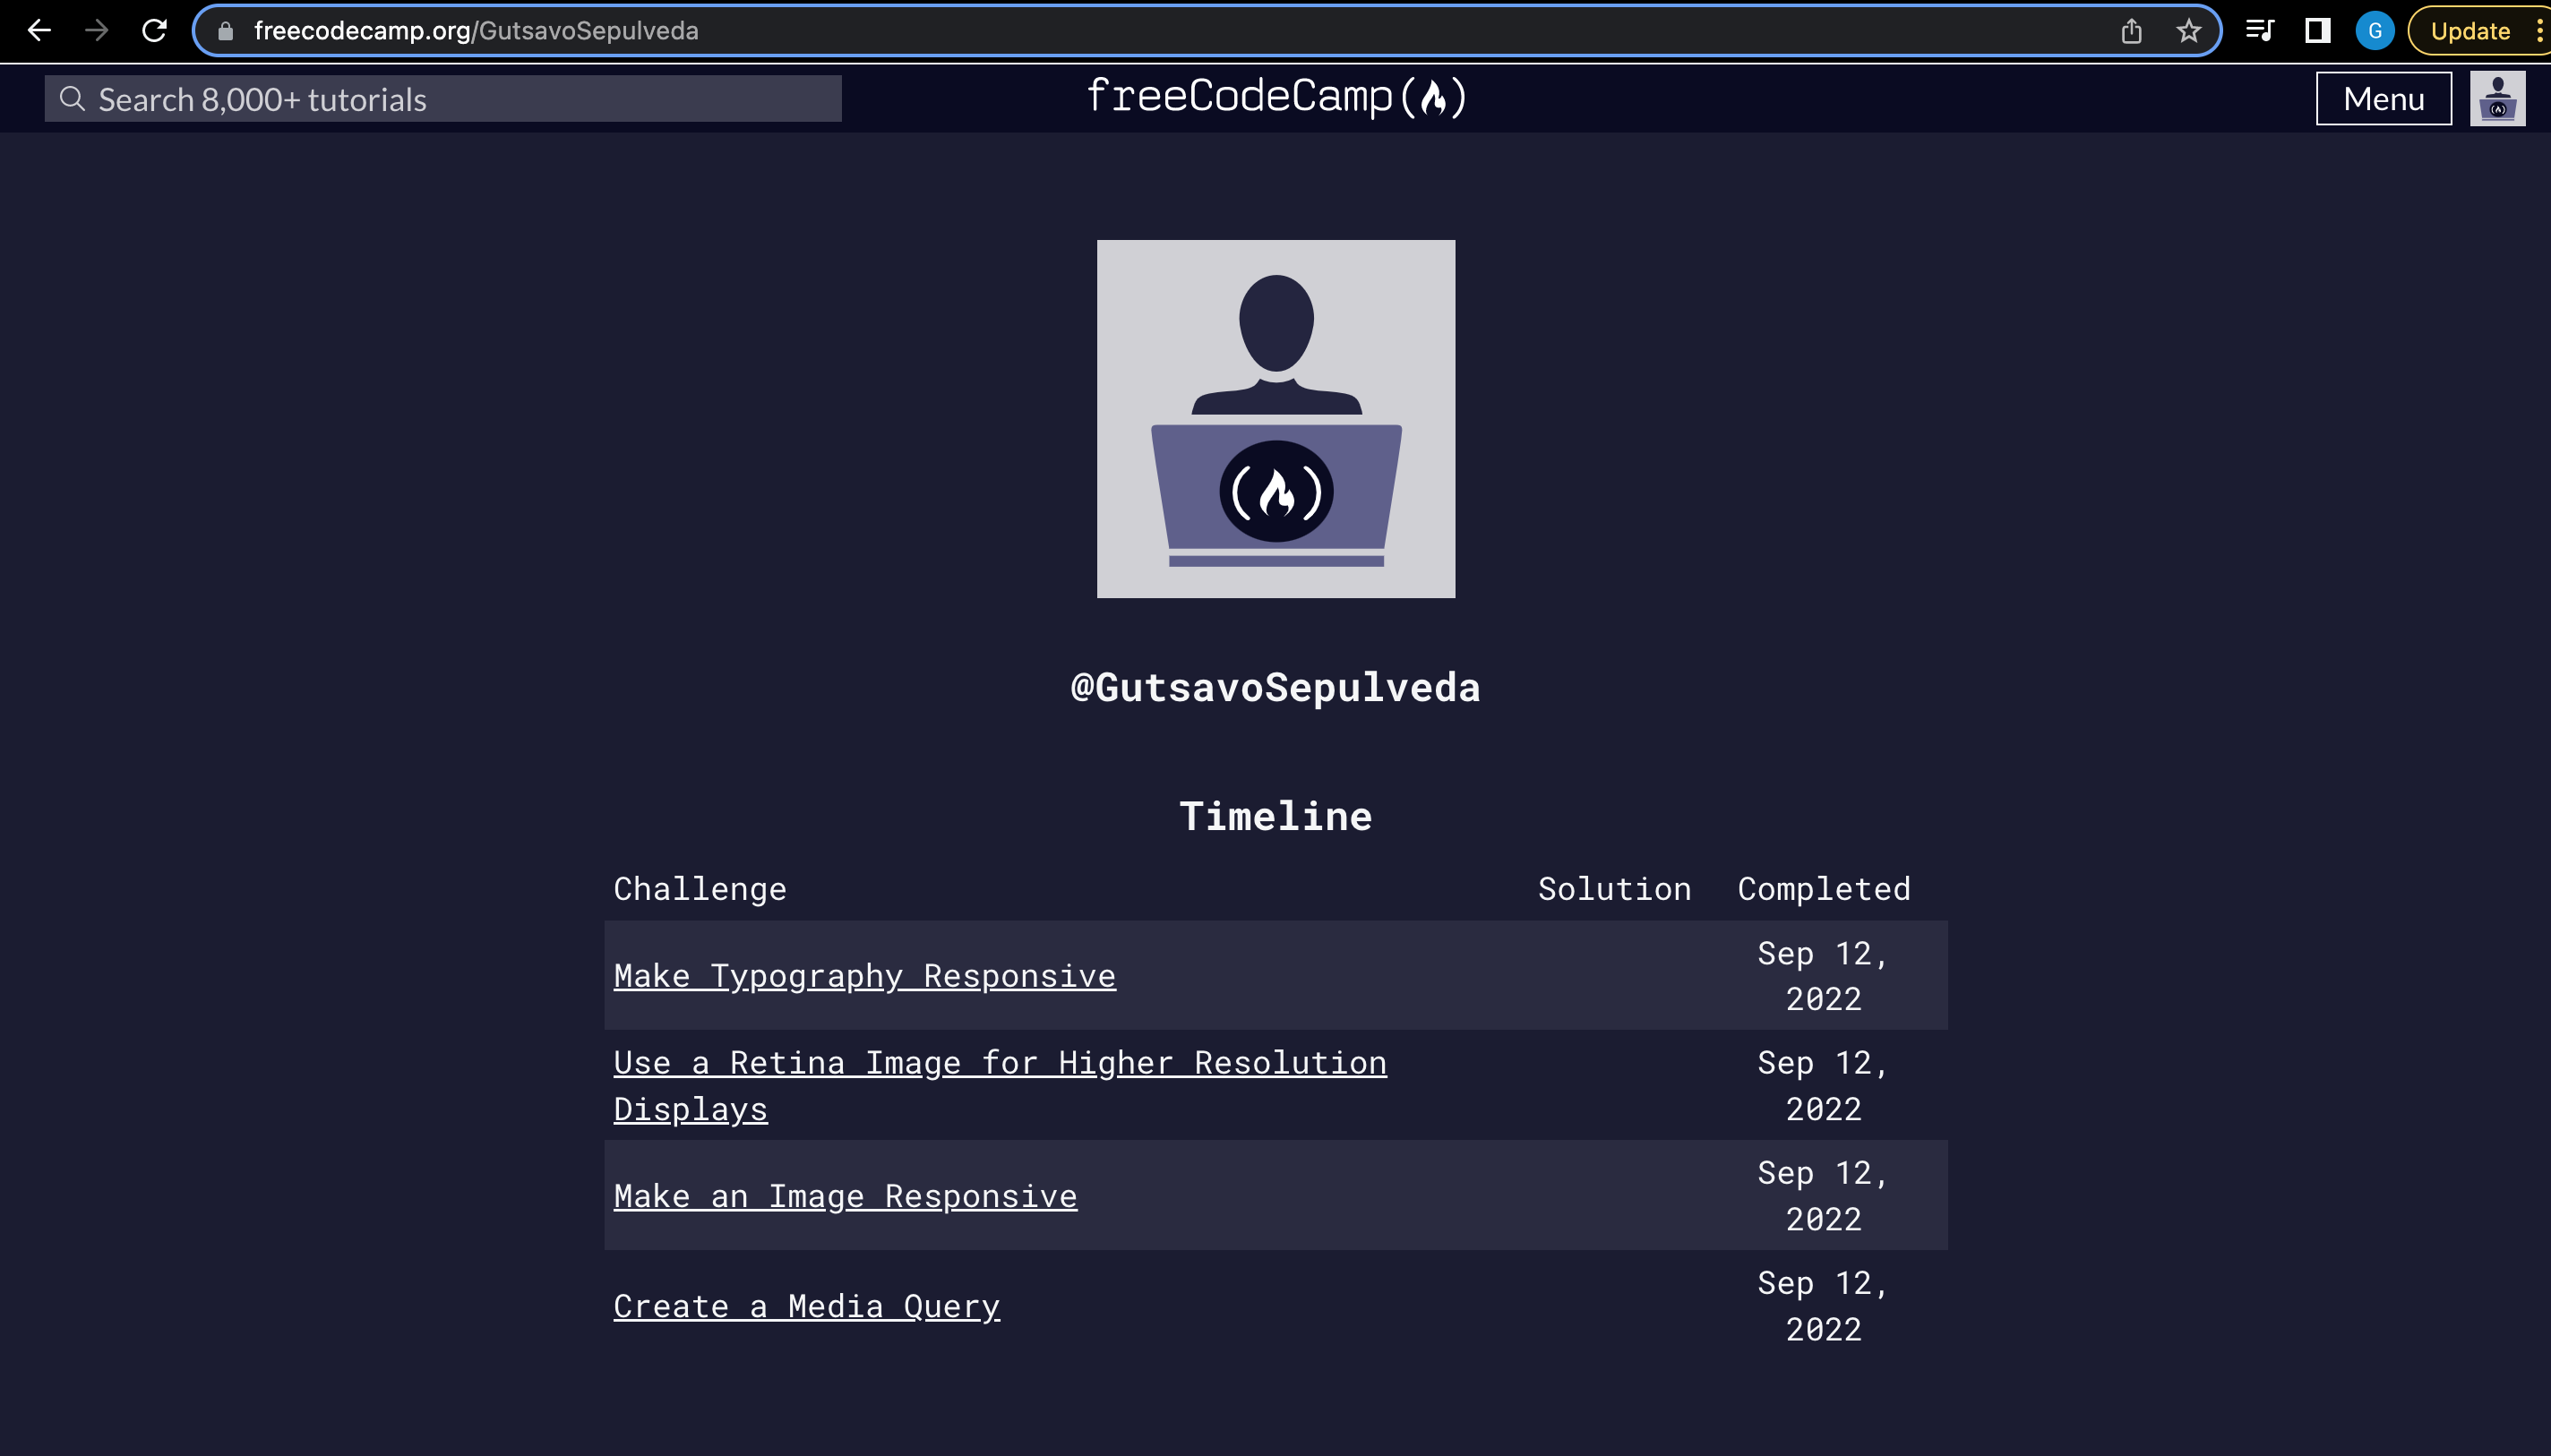 freecodecamp.org/GutsavoSepulveda
G
Update
Search 8,000+ tutorials
freeCodeCamp(🔥)
Menu
@GutsavoSepulveda
Timeline
Challenge Solution Completed
Make Typography Responsive Sep 12,
2022
Use a Retina Image for Higher Resolution Sep 12,
Displays 2022
Make an Image Responsive Sep 12,
2022
Create a Media Query Sep 12,
2022